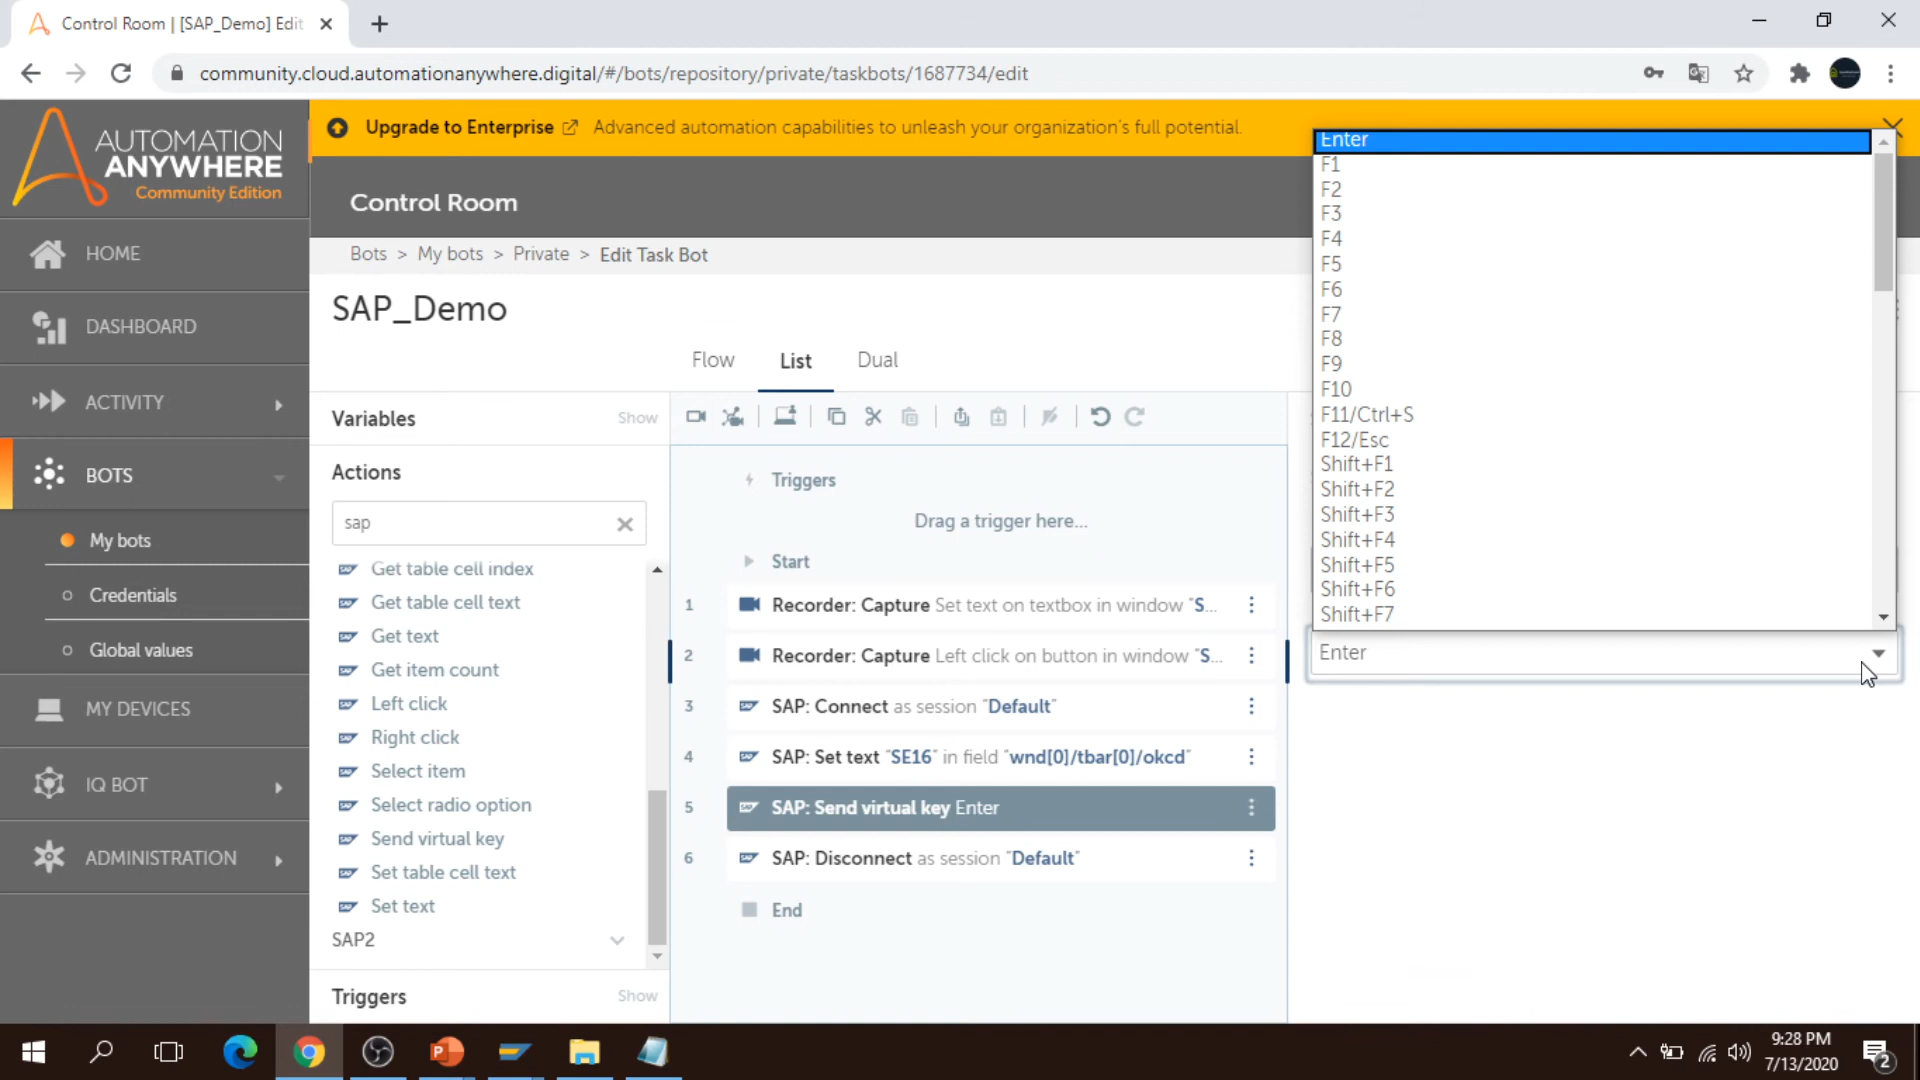 Control Room | [SAP_Demo] Edit
community.cloud.automationanywhere.digital/#/bots/repository/private/taskbots/1687734/edit
AUTOMATION
ANYWHERE
Community Edition
Upgrade to Enterprise
Advanced automation capabilities to unleash your organization's full potential.
Control Room
Bots > My bots > Private > Edit Task Bot
SAP_Demo
Flow
List
Dual
HOME
DASHBOARD
ACTIVITY
BOTS
My bots
Credentials
Global values
MY DEVICES
IQ BOT
ADMINISTRATION
Variables
Show
Actions
sap
Get table cell index
Get table cell text
Get text
Get item count
Left click
Right click
Select item
Select radio option
Send virtual key
Set table cell text
Set text
SAP2
Triggers
Show
Triggers
Drag a trigger here...
Start
1 Recorder: Capture Set text on textbox in window "S...
2 Recorder: Capture Left click on button in window "S...
3 SAP: Connect as session "Default"
4 SAP: Set text "SE16" in field "wnd[0]/tbar[0]/okcd"
5 SAP: Send virtual key Enter
6 SAP: Disconnect as session "Default"
End
Enter
F1
F2
F3
F4
F5
F6
F7
F8
F9
F10
F11/Ctrl+S
F12/Esc
Shift+F1
Shift+F2
Shift+F3
Shift+F4
Shift+F5
Shift+F6
Shift+F7
Enter
9:28 PM
7/13/2020
2